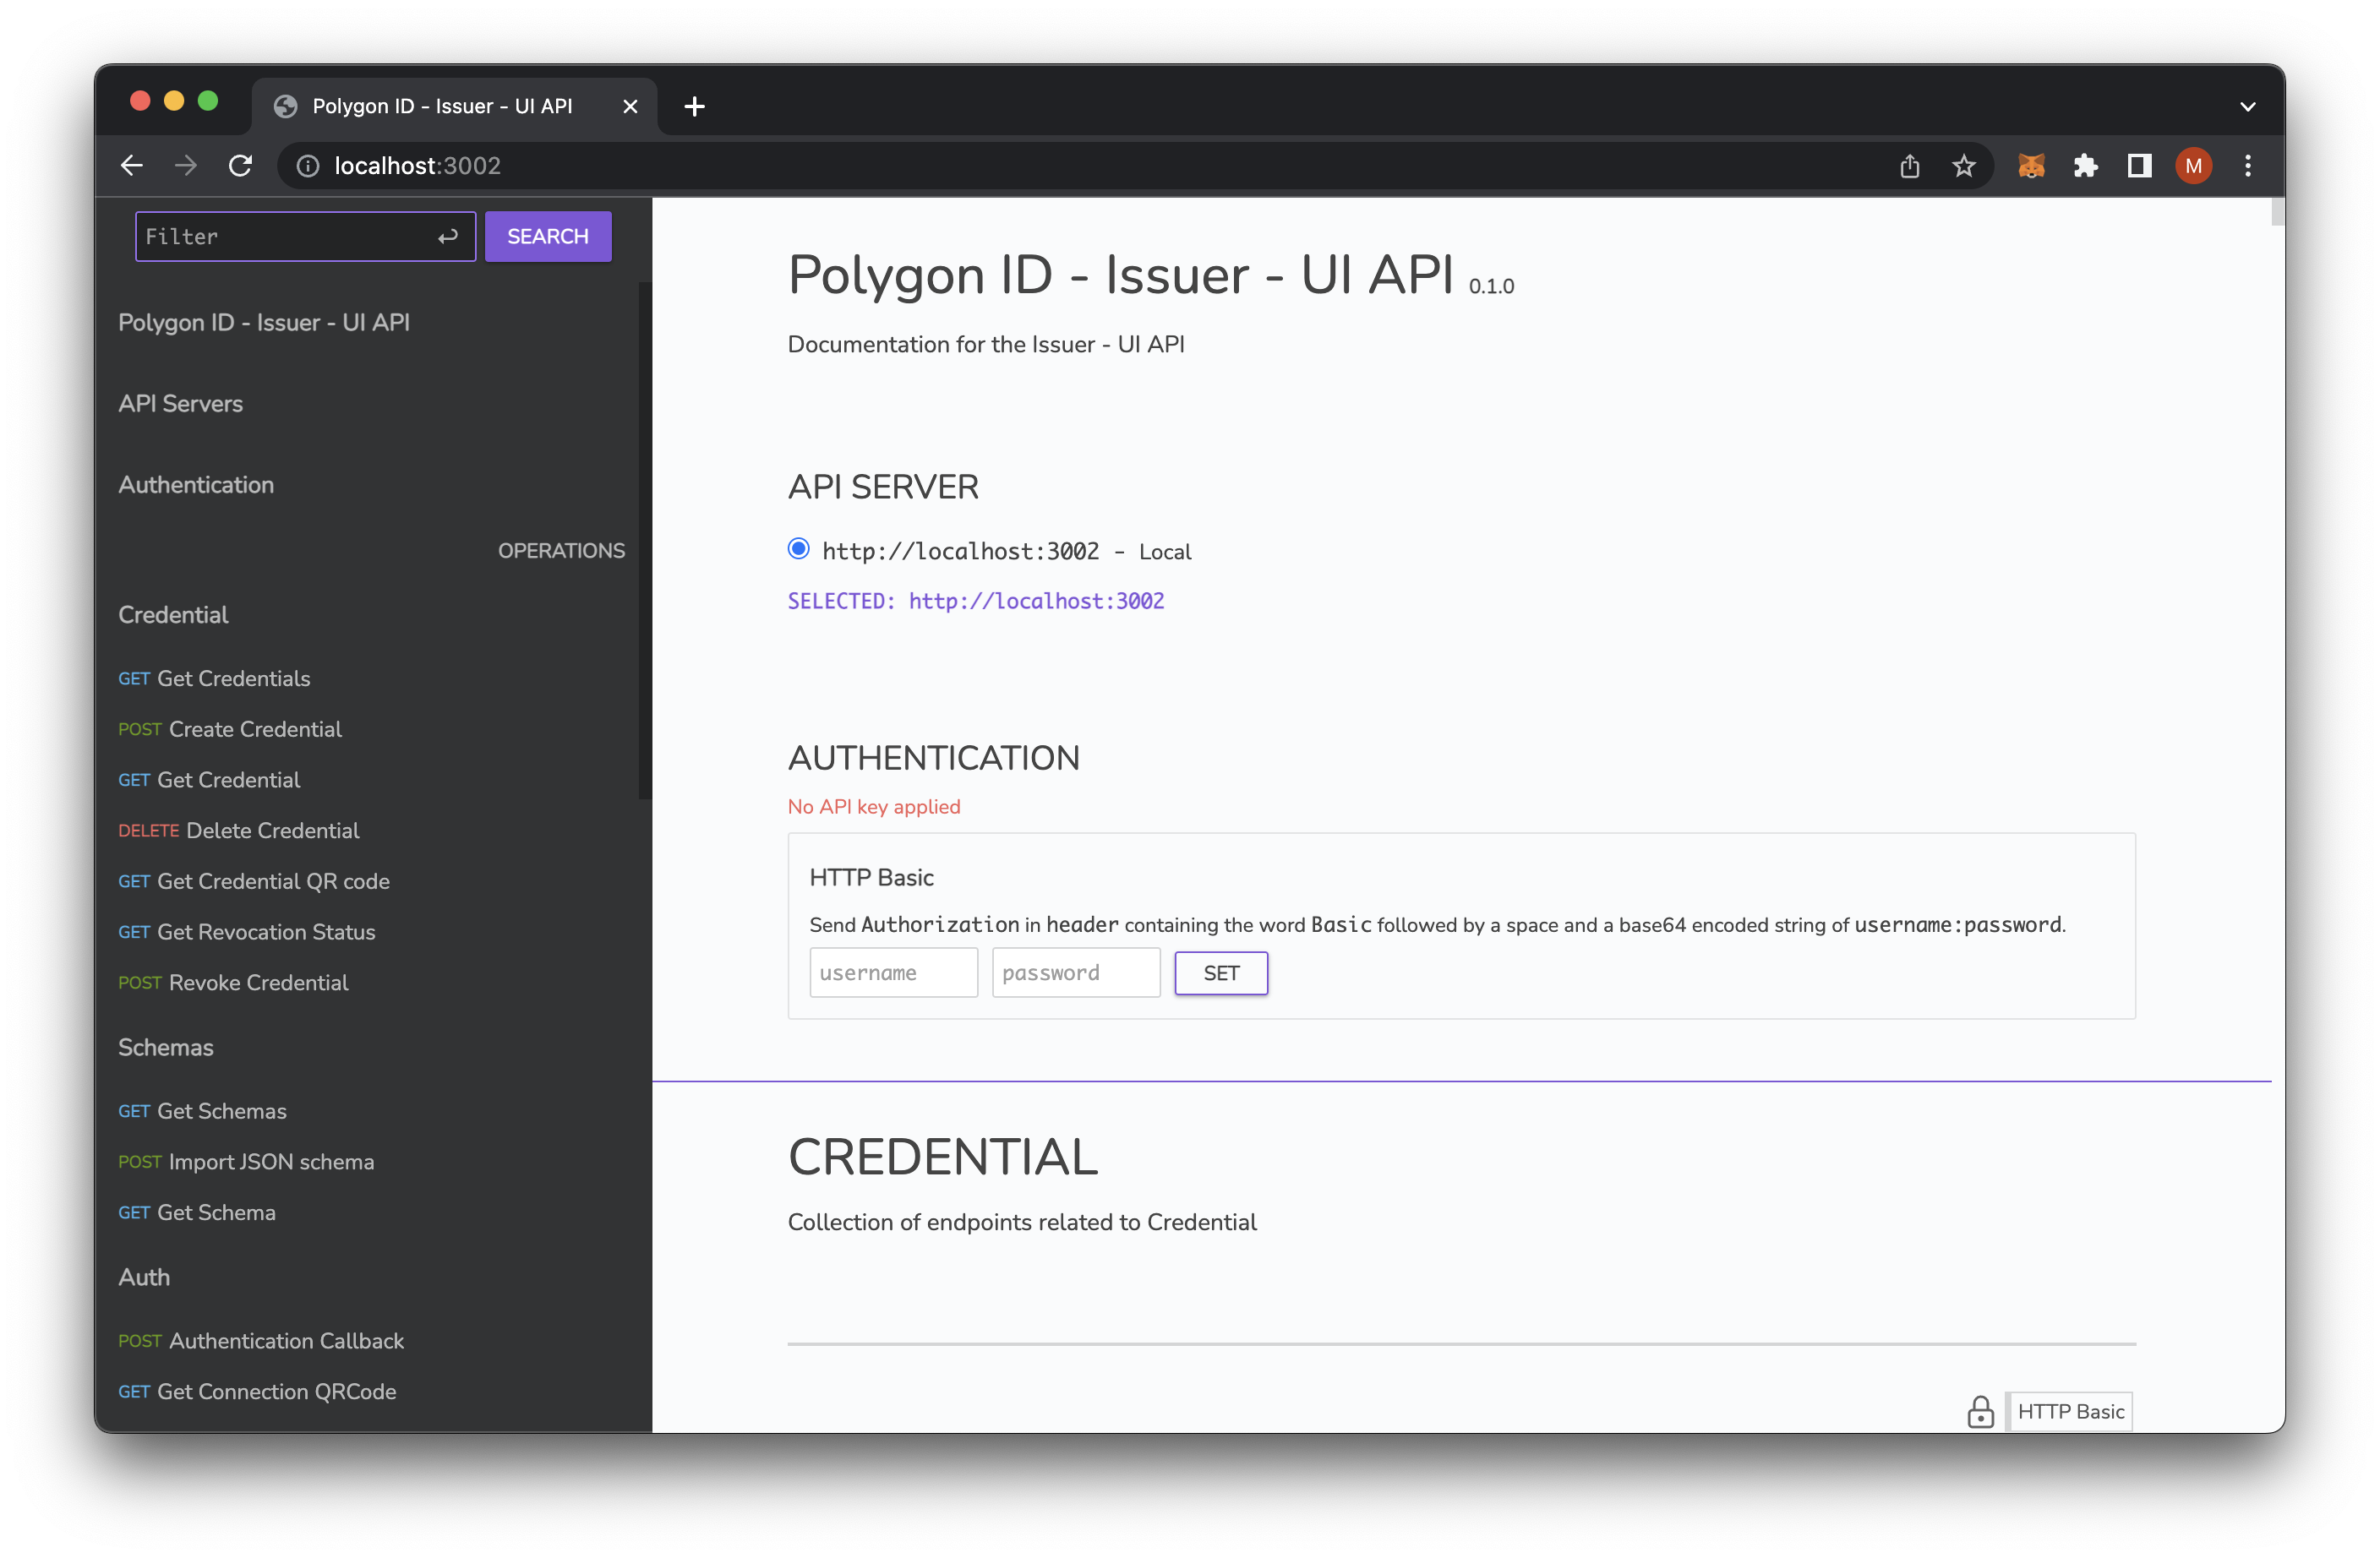 Polygon ID - Issuer - UI API
localhost:3002
M
Filter
SEARCH
Polygon ID - Issuer - UI API
API Servers
Authentication
OPERATIONS
Credential
GET Get Credentials
POST Create Credential
GET Get Credential
DELETE Delete Credential
GET Get Credential QR code
GET Get Revocation Status
POST Revoke Credential
Schemas
GET Get Schemas
POST Import JSON schema
GET Get Schema
Auth
POST Authentication Callback
GET Get Connection QRCode
Polygon ID - Issuer - UI API 0.1.0
Documentation for the Issuer - UI API
API SERVER
http://localhost:3002 - Local
SELECTED: http://localhost:3002
AUTHENTICATION
No API key applied
HTTP Basic
Send Authorization in header containing the word Basic followed by a space and a base64 encoded string of username:password.
username password SET
CREDENTIAL
Collection of endpoints related to Credential
HTTP Basic